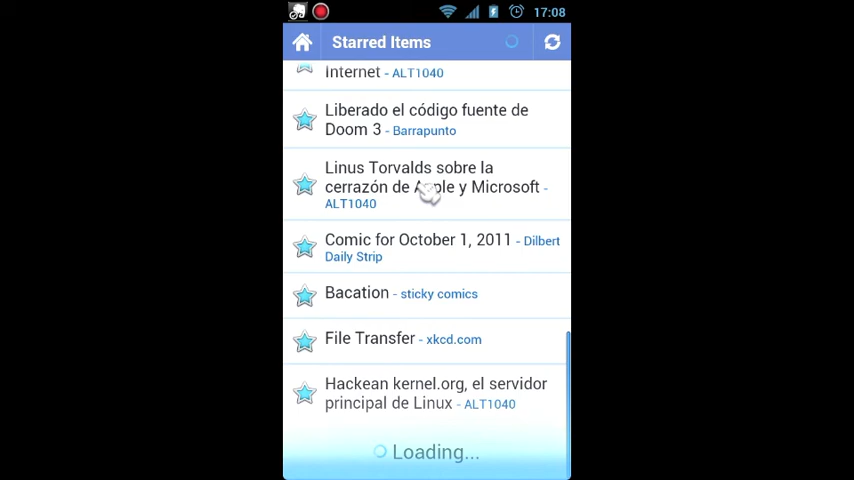 17:08
Starred Items
Internet - ALT1040
Liberado el código fuente de
Doom 3 - Barrapunto
Linus Torvalds sobre la
cerrazón de Apple y Microsoft -
ALT1040
Comic for October 1, 2011 - Dilbert
Daily Strip
Bacation - sticky comics
File Transfer - xkcd.com
Hackean kernel.org, el servidor
principal de Linux - ALT1040
Loading...